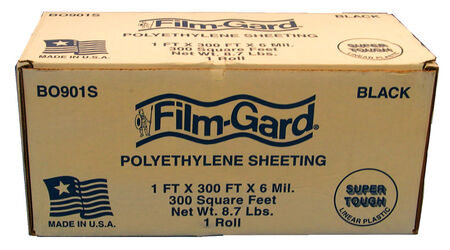 BO901S
Film-Gard®
BLACK
POLYETHYLENE SHEETING
1 FT X 300 FT X 6 Mil.
300 Square Feet
Net Wt. 8.7 Lbs.
1 Roll
MADE IN U.S.A.
SUPER
TOUGH
LINEAR PLASTIC
BO901S
Film-Gard®
BLACK
POLYETHYLENE SHEETING
1 FT X 300 FT X 6 Mil.
300 Square Feet
Net Wt. 8.7 Lbs.
1 Roll
MADE IN U.S.A.
SUPER
TOUGH
LINEAR PLASTIC